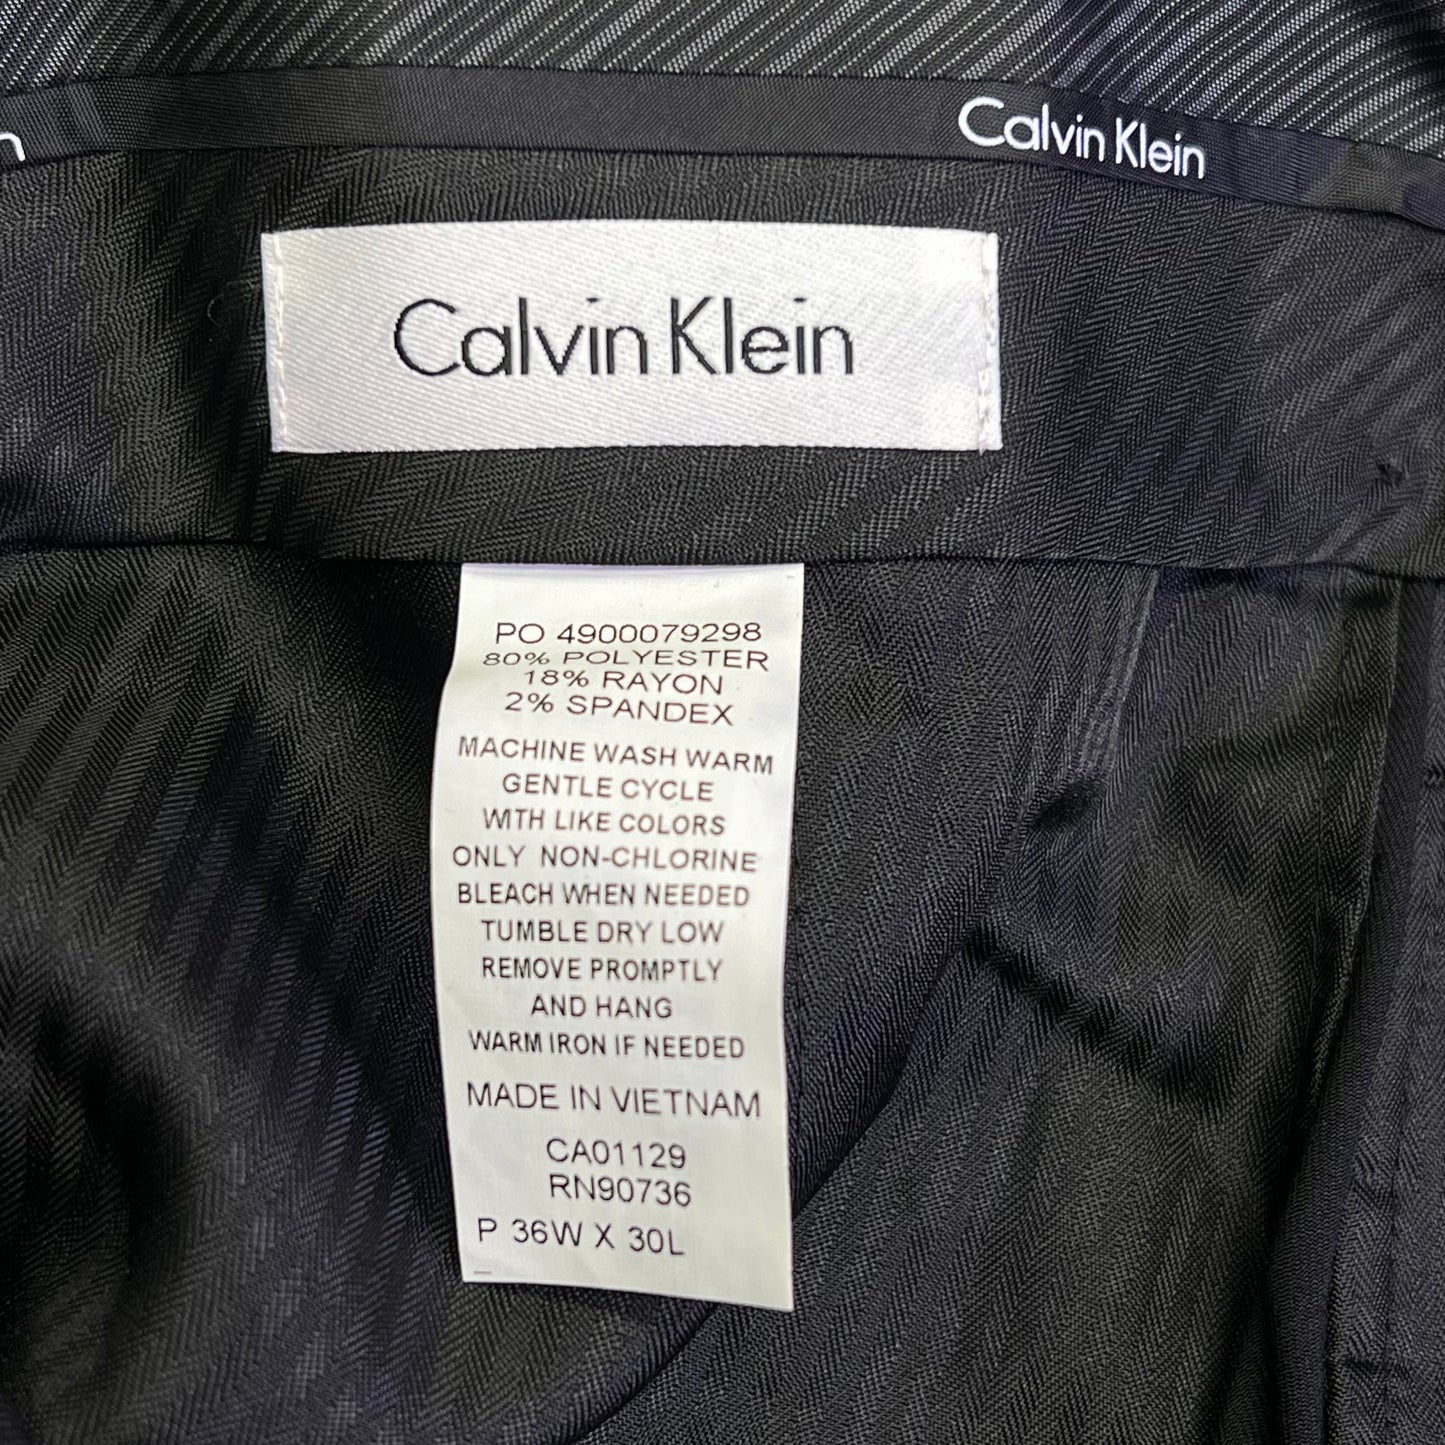 Calvin Klein
n
Calvin Klein
PO 4900079298
80% POLYESTER
18% RAYON
2% SPANDEX
MACHINE WASH WARM
GENTLE CYCLE
WITH LIKE COLORS
ONLY NON-CHLORINE
BLEACH WHEN NEEDED
TUMBLE DRY LOW
REMOVE PROMPTLY
AND HANG
WARM IRON IF NEEDED
MADE IN VIETNAM
CA01129
RN90736
P 36W X 30L